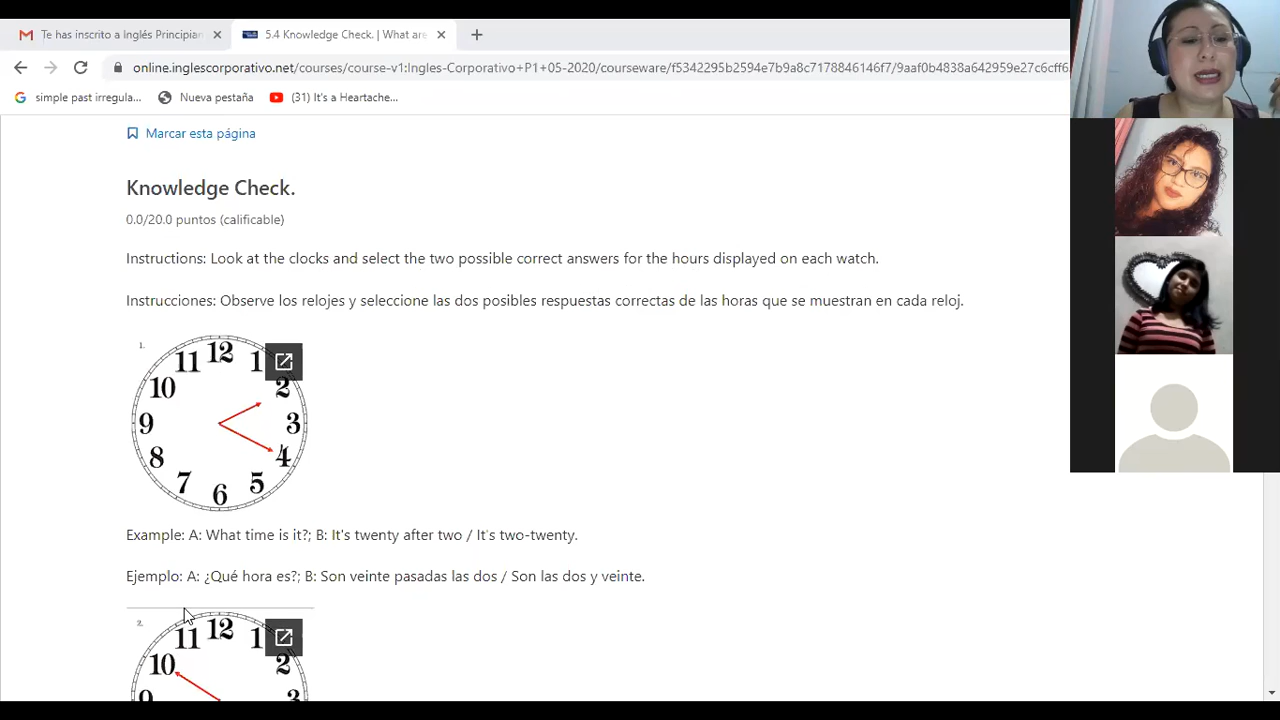 Te has inscrito a Inglés Principian
5.4 Knowledge Check. | What are
online.inglescorporativo.net/courses/course-v1:Ingles-Corporativo+P1+05-2020/courseware/f5342295b2594e7b9a8c7178846146f7/9aaf0b4838a642959e27c6cff6
simple past irregula...
Nueva pestaña
(31) It's a Heartache...
Marcar esta página
Knowledge Check.
0.0/20.0 puntos (calificable)
Instructions: Look at the clocks and select the two possible correct answers for the hours displayed on each watch.
Instrucciones: Observe los relojes y seleccione las dos posibles respuestas correctas de las horas que se muestran en cada reloj.
1.
12
11 1
10 2
9 3
8 4
7 5
6
Example: A: What time is it?; B: It's twenty after two / It's two-twenty.
Ejemplo: A: ¿Qué hora es?; B: Son veinte pasadas las dos / Son las dos y veinte.
2.
12
11 1
10 2
9 3